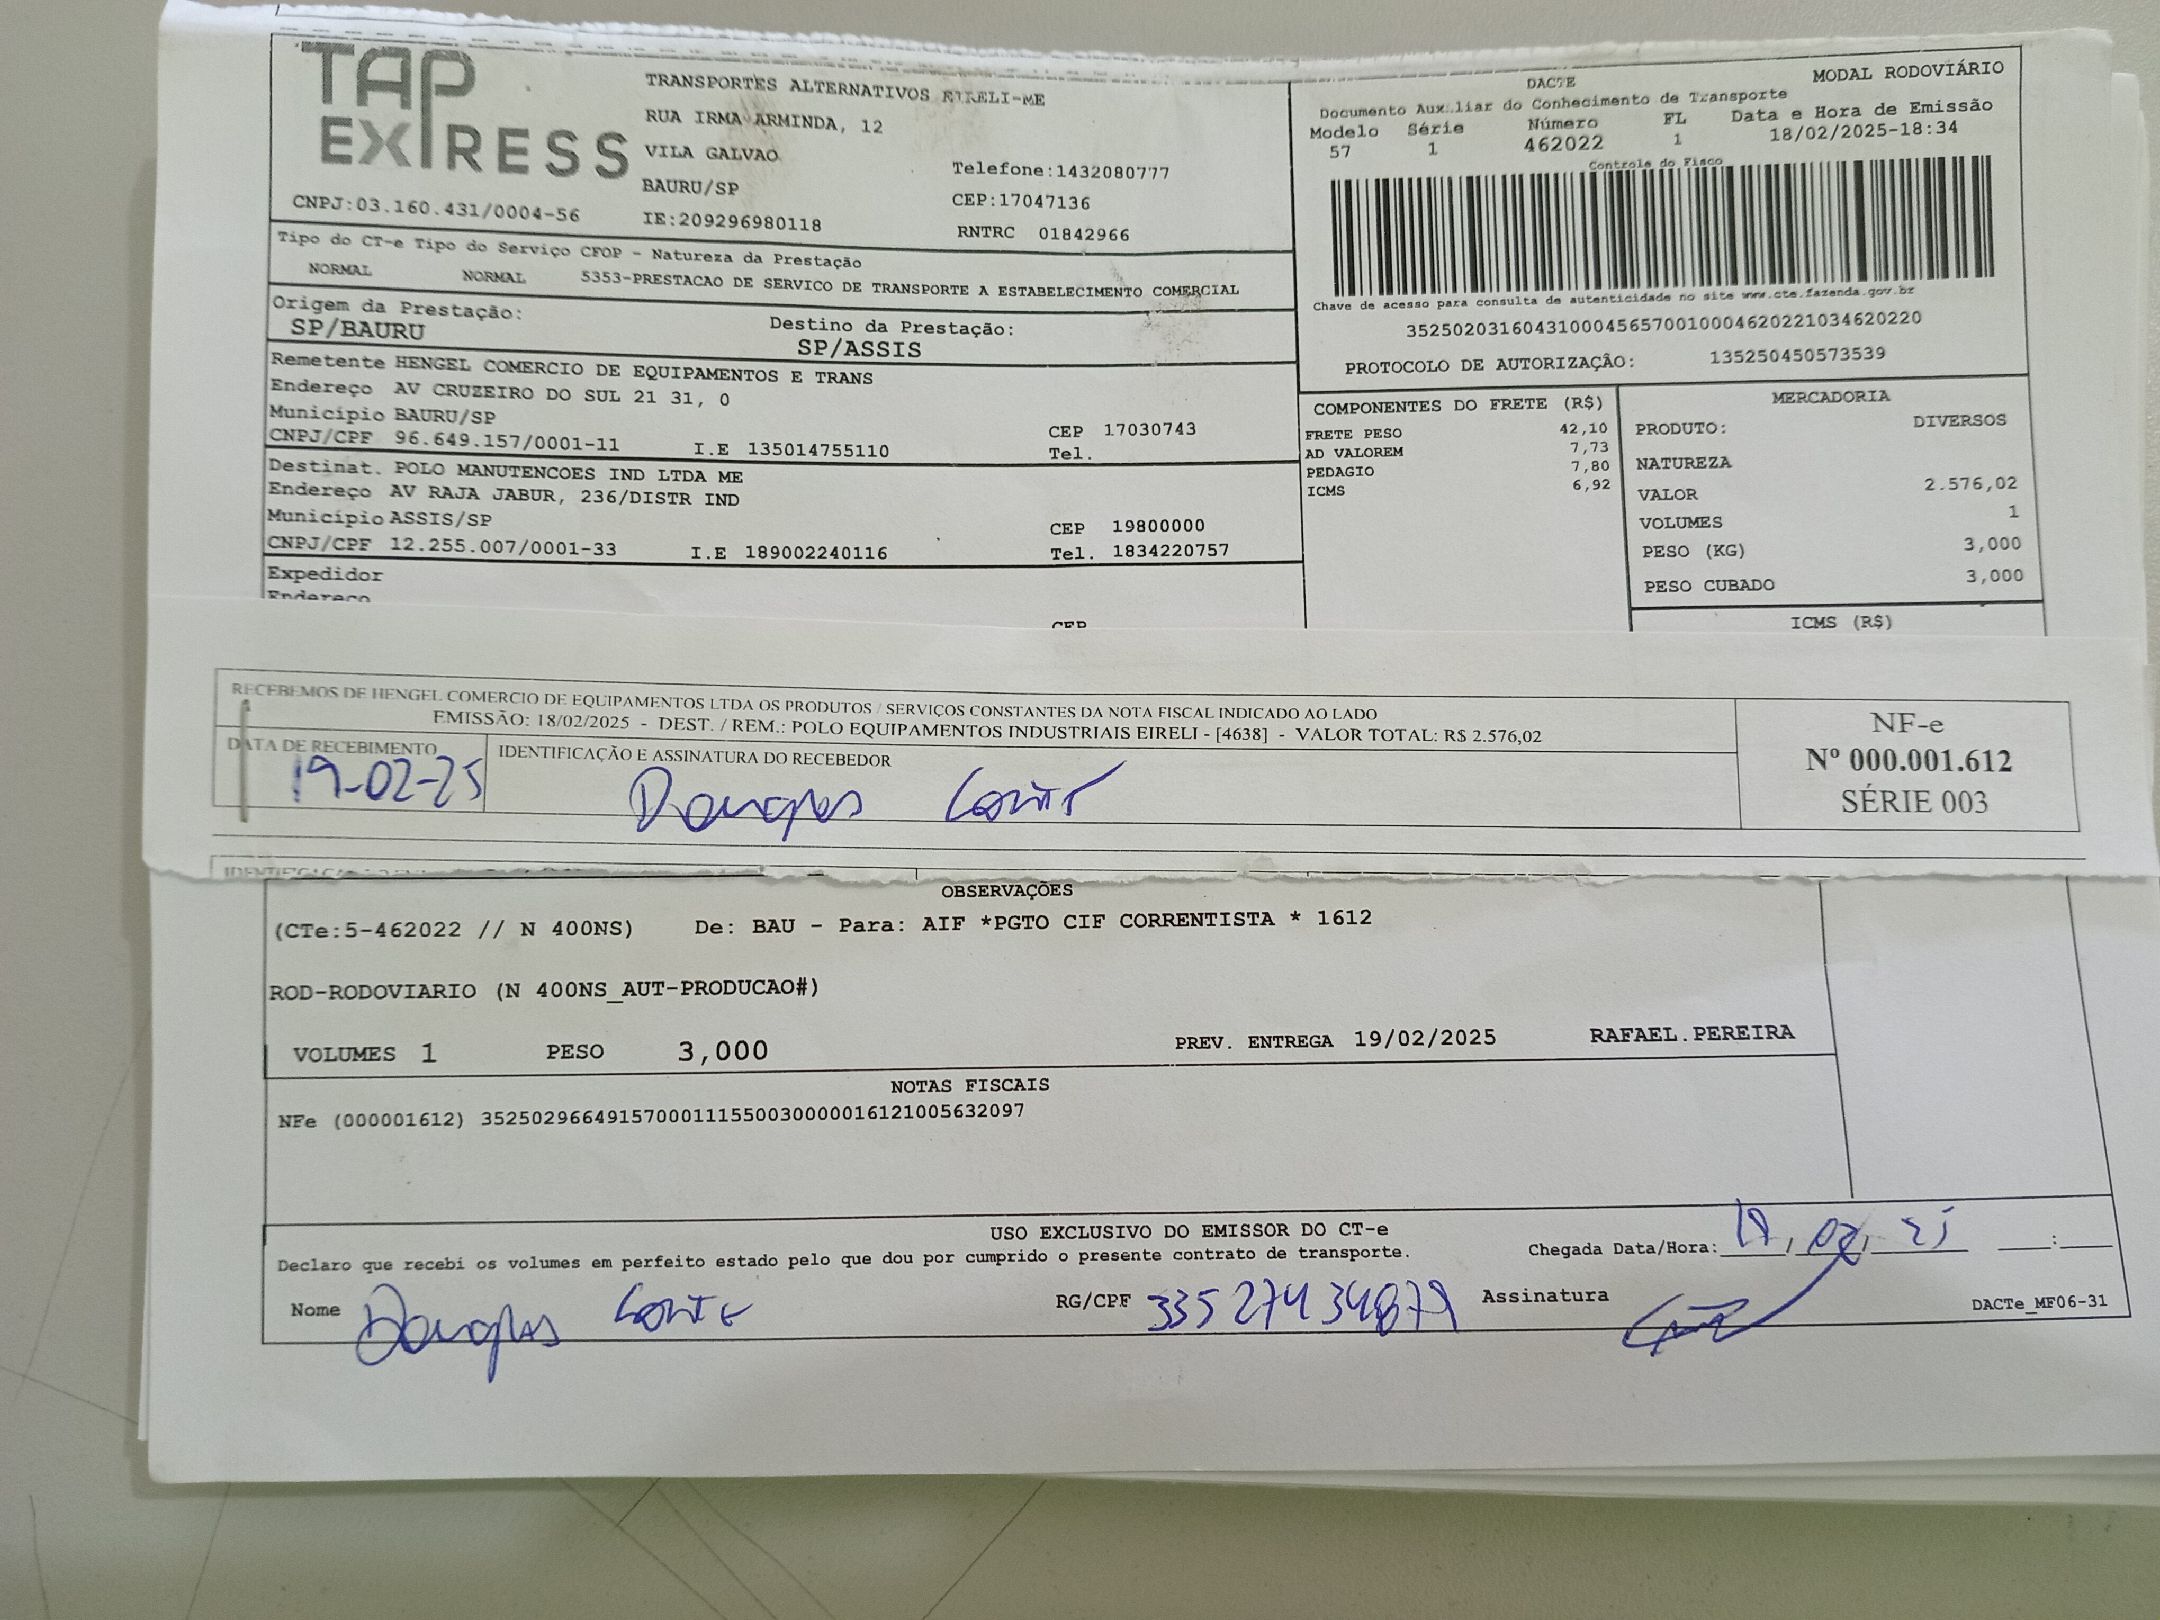 TAP
EXPRESS
CNPJ:03.160.431/0004-56
TRANSPORTES ALTERNATIVOS EIRELI-ME
RUA IRMA ARMINDA, 12
VILA GALVAO
BAURU/SP
IE:209296980118
Telefone:1432080777
CEP:17047136
RNTRC 01842966
DACTE
MODAL RODOVIÁRIO
Documento Auxiliar do Conhecimento de Transporte
Modelo Série Número FL Data e Hora de Emissão
57 1 462022 1 18/02/2025-18:34
Controle do Fisco
Chave de acesso para consulta de autenticidade no site www.cte.fazenda.gov.br
35250203160431000456570010004620221034620220
PROTOCOLO DE AUTORIZAÇÃO: 135250450573539
Tipo do CT-e Tipo do Serviço CFOP - Natureza da Prestação
NORMAL NORMAL 5353-PRESTACAO DE SERVICO DE TRANSPORTE A ESTABELECIMENTO COMERCIAL
Origem da Prestação: Destino da Prestação:
SP/BAURU SP/ASSIS
Remetente HENGEL COMERCIO DE EQUIPAMENTOS E TRANS
Endereço AV CRUZEIRO DO SUL 21 31, 0
Município BAURU/SP CEP 17030743
CNPJ/CPF 96.649.157/0001-11 I.E 135014755110 Tel.
Destinat. POLO MANUTENCOES IND LTDA ME
Endereço AV RAJA JABUR, 236/DISTR IND
Município ASSIS/SP CEP 19800000
CNPJ/CPF 12.255.007/0001-33 I.E 189002240116 Tel. 1834220757
Expedidor
Endereço
CEP
COMPONENTES DO FRETE (R$)
FRETE PESO 42,10
AD VALOREM 7,73
PEDAGIO 7,80
ICMS 6,92
MERCADORIA
PRODUTO: DIVERSOS
NATUREZA
VALOR 2.576,02
VOLUMES 1
PESO (KG) 3,000
PESO CUBADO 3,000
ICMS (R$)
RECEBEMOS DE HENGEL COMERCIO DE EQUIPAMENTOS LTDA OS PRODUTOS / SERVIÇOS CONSTANTES DA NOTA FISCAL INDICADO AO LADO
EMISSÃO: 18/02/2025 - DEST. / REM.: POLO EQUIPAMENTOS INDUSTRIAIS EIRELI - [4638] - VALOR TOTAL: R$ 2.576,02
DATA DE RECEBIMENTO IDENTIFICAÇÃO E ASSINATURA DO RECEBEDOR
19-02-25 Douglas
NF-e
Nº 000.001.612
SÉRIE 003
OBSERVAÇÕES
(CTe:5-462022 // N 400NS) De: BAU - Para: AIF *PGTO CIF CORRENTISTA * 1612
ROD-RODOVIARIO (N 400NS_AUT-PRODUCAO#)
VOLUMES 1 PESO 3,000 PREV. ENTREGA 19/02/2025 RAFAEL.PEREIRA
NOTAS FISCAIS
NFe (000001612) 35250296649157000111550030000016121005632097
USO EXCLUSIVO DO EMISSOR DO CT-e
Declaro que recebi os volumes em perfeito estado pelo que dou por cumprido o presente contrato de transporte. Chegada Data/Hora: 19, 02, 25 :
Nome Douglas RG/CPF 33527434879 Assinatura
DACTe_MF06-31